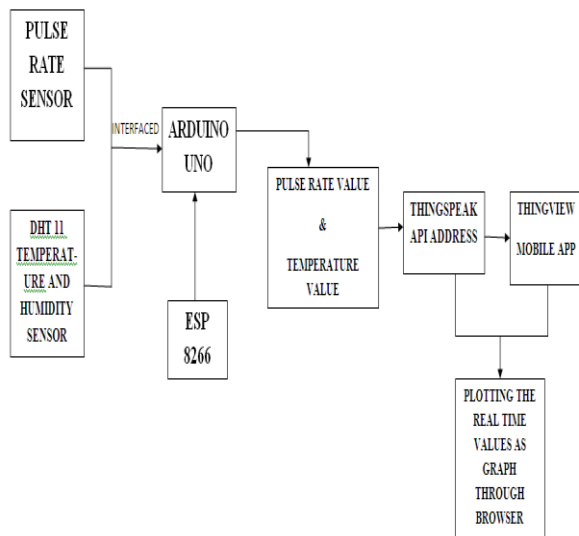 PULSE
RATE
SENSOR
INTERFACED
ARDUINO
UNO
DHT 11
TEMPERAT-
URE AND
HUMIDITY
SENSOR
ESP
8266
PULSE RATE VALUE
&
TEMPERATURE
VALUE
THINGSPEAK
API ADDRESS
THINGVIEW
MOBILE APP
PLOTTING THE
REAL TIME
VALUES AS
GRAPH
THROUGH
BROWSER